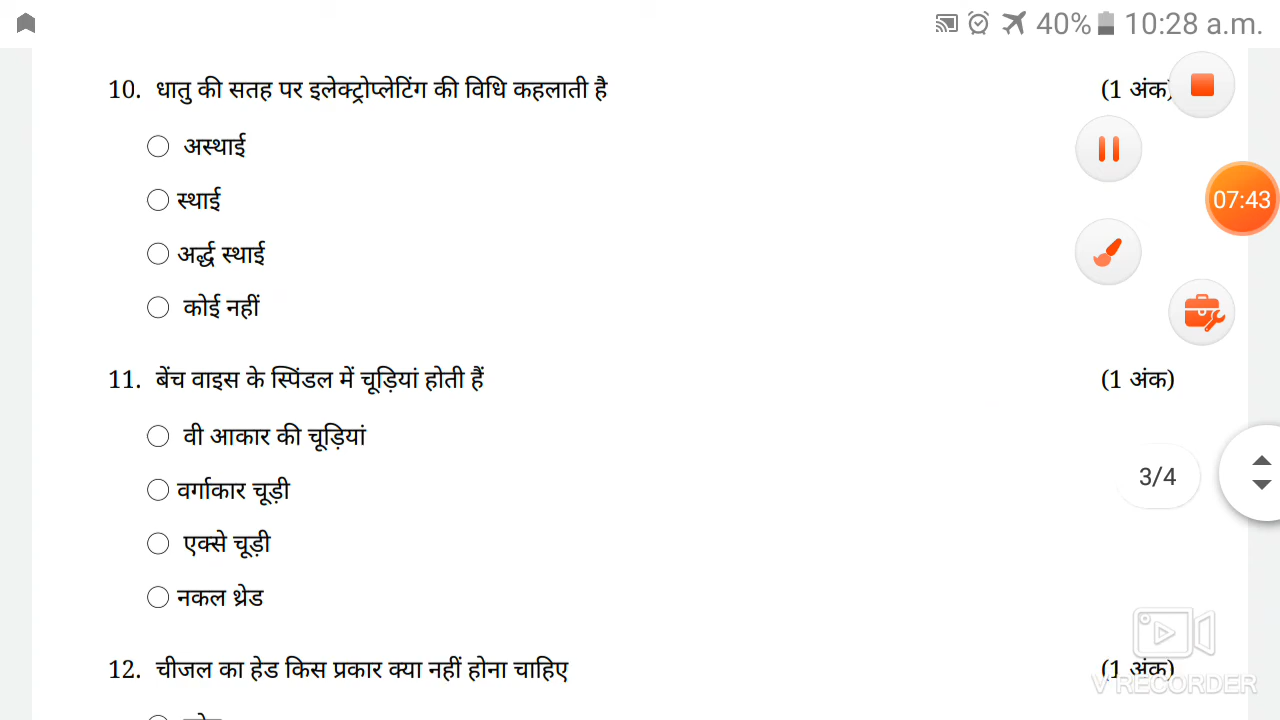 40% 10:28 a.m.
10. धातु की सतह पर इलेक्ट्रोप्लेटिंग की विधि कहलाती है (1 अंक)
अस्थाई
स्थाई
07:43
अर्द्ध स्थाई
कोई नहीं
11. बेंच वाइस के स्पिंडल में चूड़ियां होती हैं (1 अंक)
वी आकार की चूड़ियां
3/4
वर्गाकार चूड़ी
एक्से चूड़ी
नकल थ्रेड
12. चीजल का हेड किस प्रकार क्या नहीं होना चाहिए (1 अंक)
V RECORDER